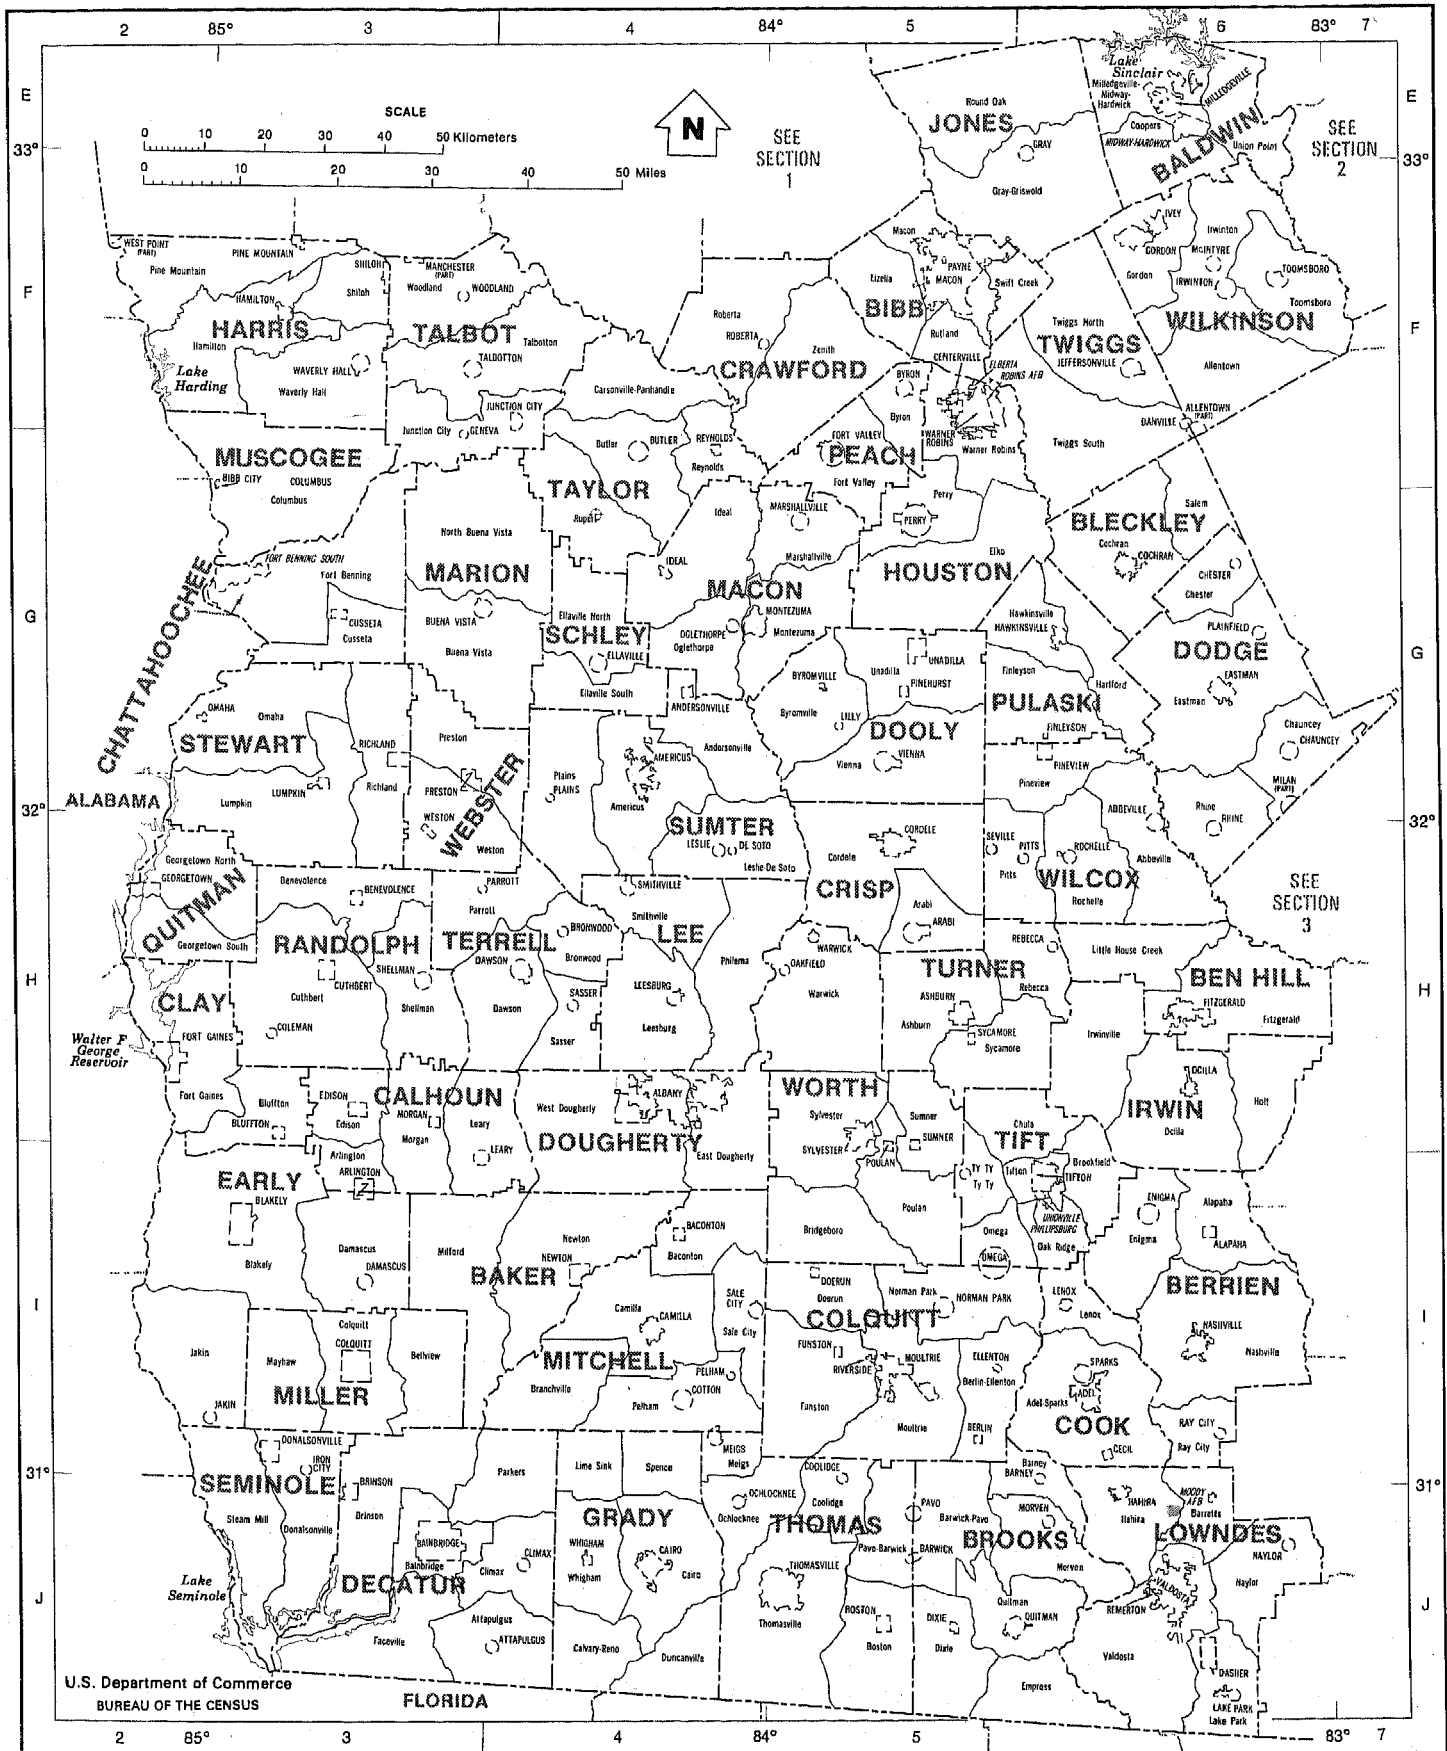 2 85° 3 4 84° 5 6 83° 7
E
E
SCALE
0 10 20 30 40 50 Kilometers
0 10 20 30 40 50 Miles
N
SEE
SECTION
1
SEE
SECTION
2
33°
33°
Lake
Sinclair
Milledgeville-
Midway-
Hardwick
MILLEDGEVILLE
Round Oak
JONES
GRAY
Gray-Griswold
Coopers
MIDWAY-HARDWICK
BALDWIN
Union Point
WEST POINT
(PART)
Pine Mountain
PINE MOUNTAIN
SHILOH
Shiloh
HAMILTON
HARRIS
Hamilton
Lake
Harding
WAVERLY HALL
Waverly Hall
MANCHESTER
(PART)
Woodland
WOODLAND
TALBOT
Talbotton
TALBOTTON
JUNCTION CITY
Junction City
GENEVA
Carsonville-Panhandle
Roberta
ROBERTA
Zenith
CRAWFORD
Macon
PAYNE
MACON
Lizella
BIBB
Swift Creek
Rutland
IVEY
GORDON
Gordon
Irwinton
McINTYRE
IRWINTON
TOOMSBORO
Toomsboro
WILKINSON
Allentown
ALLENTOWN
(PART)
DANVILLE
Twiggs North
TWIGGS
JEFFERSONVILLE
Twiggs South
F
F
CENTERVILLE
ELBERTA
ROBINS AFB
BYRON
Byron
WARNER
ROBINS
Warner Robins
FORT VALLEY
PEACH
Fort Valley
MUSCOGEE
BIBB CITY
COLUMBUS
Columbus
Butler
BUTLER
REYNOLDS
Reynolds
TAYLOR
Rupert
North Buena Vista
MARION
BUENA VISTA
Buena Vista
Ideal
IDEAL
MARSHALLVILLE
Marshallville
MACON
MONTEZUMA
Montezuma
OGLETHORPE
Oglethorpe
Perry
PERRY
Elko
HOUSTON
BLECKLEY
Salem
Cochran
COCHRAN
CHESTER
Chester
PLAINFIELD
DODGE
EASTMAN
Eastman
Chauncey
CHAUNCEY
MILAN
(PART)
Rhine
RHINE
FORT BENNING SOUTH
Fort Benning
CUSSETA
Cusseta
CHATTAHOOCHEE
G
G
Ellaville North
SCHLEY
ELLAVILLE
Ellaville South
ANDERSONVILLE
Andersonville
Hawkinsville
HAWKINSVILLE
Finleyson
Hartford
PULASKI
FINLEYSON
PINEVIEW
Pineview
BYROMVILLE
Byromville
Unadilla
UNADILLA
PINEHURST
LILLY
DOOLY
Vienna
VIENNA
OMAHA
Omaha
STEWART
RICHLAND
Richland
LUMPKIN
Lumpkin
Preston
PRESTON
WEBSTER
WESTON
Weston
Plains
PLAINS
AMERICUS
Americus
SUMTER
LESLIE
DE SOTO
Leslie-De Soto
ALABAMA
32°
32°
Cordele
CORDELE
CRISP
Arabi
ARABI
SEVILLE
PITTS
Pitts
ROCHELLE
WILCOX
Rochelle
ABBEVILLE
Abbeville
SEE
SECTION
3
Georgetown North
GEORGETOWN
QUITMAN
Georgetown South
Benevolence
BENEVOLENCE
RANDOLPH
CUTHBERT
Cuthbert
COLEMAN
SHELLMAN
Shellman
PARROTT
Parrott
TERRELL
DAWSON
Dawson
BRONWOOD
Bronwood
SASSER
Sasser
SMITHVILLE
Smithville
LEE
LEESBURG
Leesburg
Philema
WARWICK
OAKFIELD
Warwick
TURNER
REBECCA
Rebecca
ASHBURN
Ashburn
SYCAMORE
Sycamore
Little House Creek
BEN HILL
FITZGERALD
Fitzgerald
Irwinville
OCILLA
IRWIN
Ocilla
Holt
H
H
CLAY
FORT GAINES
Walter F
George
Reservoir
Fort Gaines
Bluffton
BLUFFTON
EDISON
Edison
CALHOUN
MORGAN
Morgan
Leary
LEARY
Arlington
ARLINGTON
West Dougherty
ALBANY
DOUGHERTY
East Dougherty
WORTH
Sylvester
SYLVESTER
Sumner
SUMNER
POULAN
Poulan
Bridgeboro
Chula
TIFT
Brookfield
Tifton
TIFTON
TY TY
Ty Ty
UNIONVILLE
PHILLIPSBURG
Omega
OMEGA
Oak Ridge
ENIGMA
Enigma
Alapaha
ALAPAHA
EARLY
BLAKELY
Blakely
Damascus
DAMASCUS
Milford
Newton
NEWTON
BAKER
BACONTON
Baconton
Camilla
CAMILLA
SALE
CITY
Sale City
MITCHELL
PELHAM
COTTON
Pelham
Branchville
DOERUN
Doerun
Norman Park
NORMAN PARK
COLQUITT
FUNSTON
Funston
RIVERSIDE
MOULTRIE
Moultrie
ELLENTON
Berlin-Ellenton
BERLIN
LENOX
Lenox
BERRIEN
NASHVILLE
Nashville
SPARKS
ADEL
Adel-Sparks
COOK
CECIL
RAY CITY
Ray City
I
I
Jakin
JAKIN
Mayhaw
Colquitt
COLQUITT
Bellview
MILLER
31°
31°
DONALSONVILLE
IRON
CITY
SEMINOLE
Steam Mill
Donalsonville
BRINSON
Brinson
BAINBRIDGE
Bainbridge
DECATUR
Parkers
CLIMAX
Climax
Attapulgus
ATTAPULGUS
Faceville
Lake
Seminole
Lime Sink
Spence
GRADY
WHIGHAM
Whigham
CAIRO
Cairo
Calvary-Reno
Duncanville
MEIGS
Meigs
OCHLOCKNEE
Ochlocknee
COOLIDGE
Coolidge
THOMAS
THOMASVILLE
Thomasville
PAVO
Barwick-Pavo
Pavo-Barwick
BARWICK
BOSTON
Boston
Barney
BARNEY
MORVEN
BROOKS
Morven
Quitman
QUITMAN
DIXIE
Dixie
Empress
HAHIRA
Hahira
MOODY
AFB
Barretts
LOWNDES
NAYLOR
Naylor
VALDOSTA
REMERTON
Valdosta
DASHER
LAKE PARK
Lake Park
J
J
U.S. Department of Commerce
BUREAU OF THE CENSUS
FLORIDA
2 85° 3 4 84° 5 83° 7